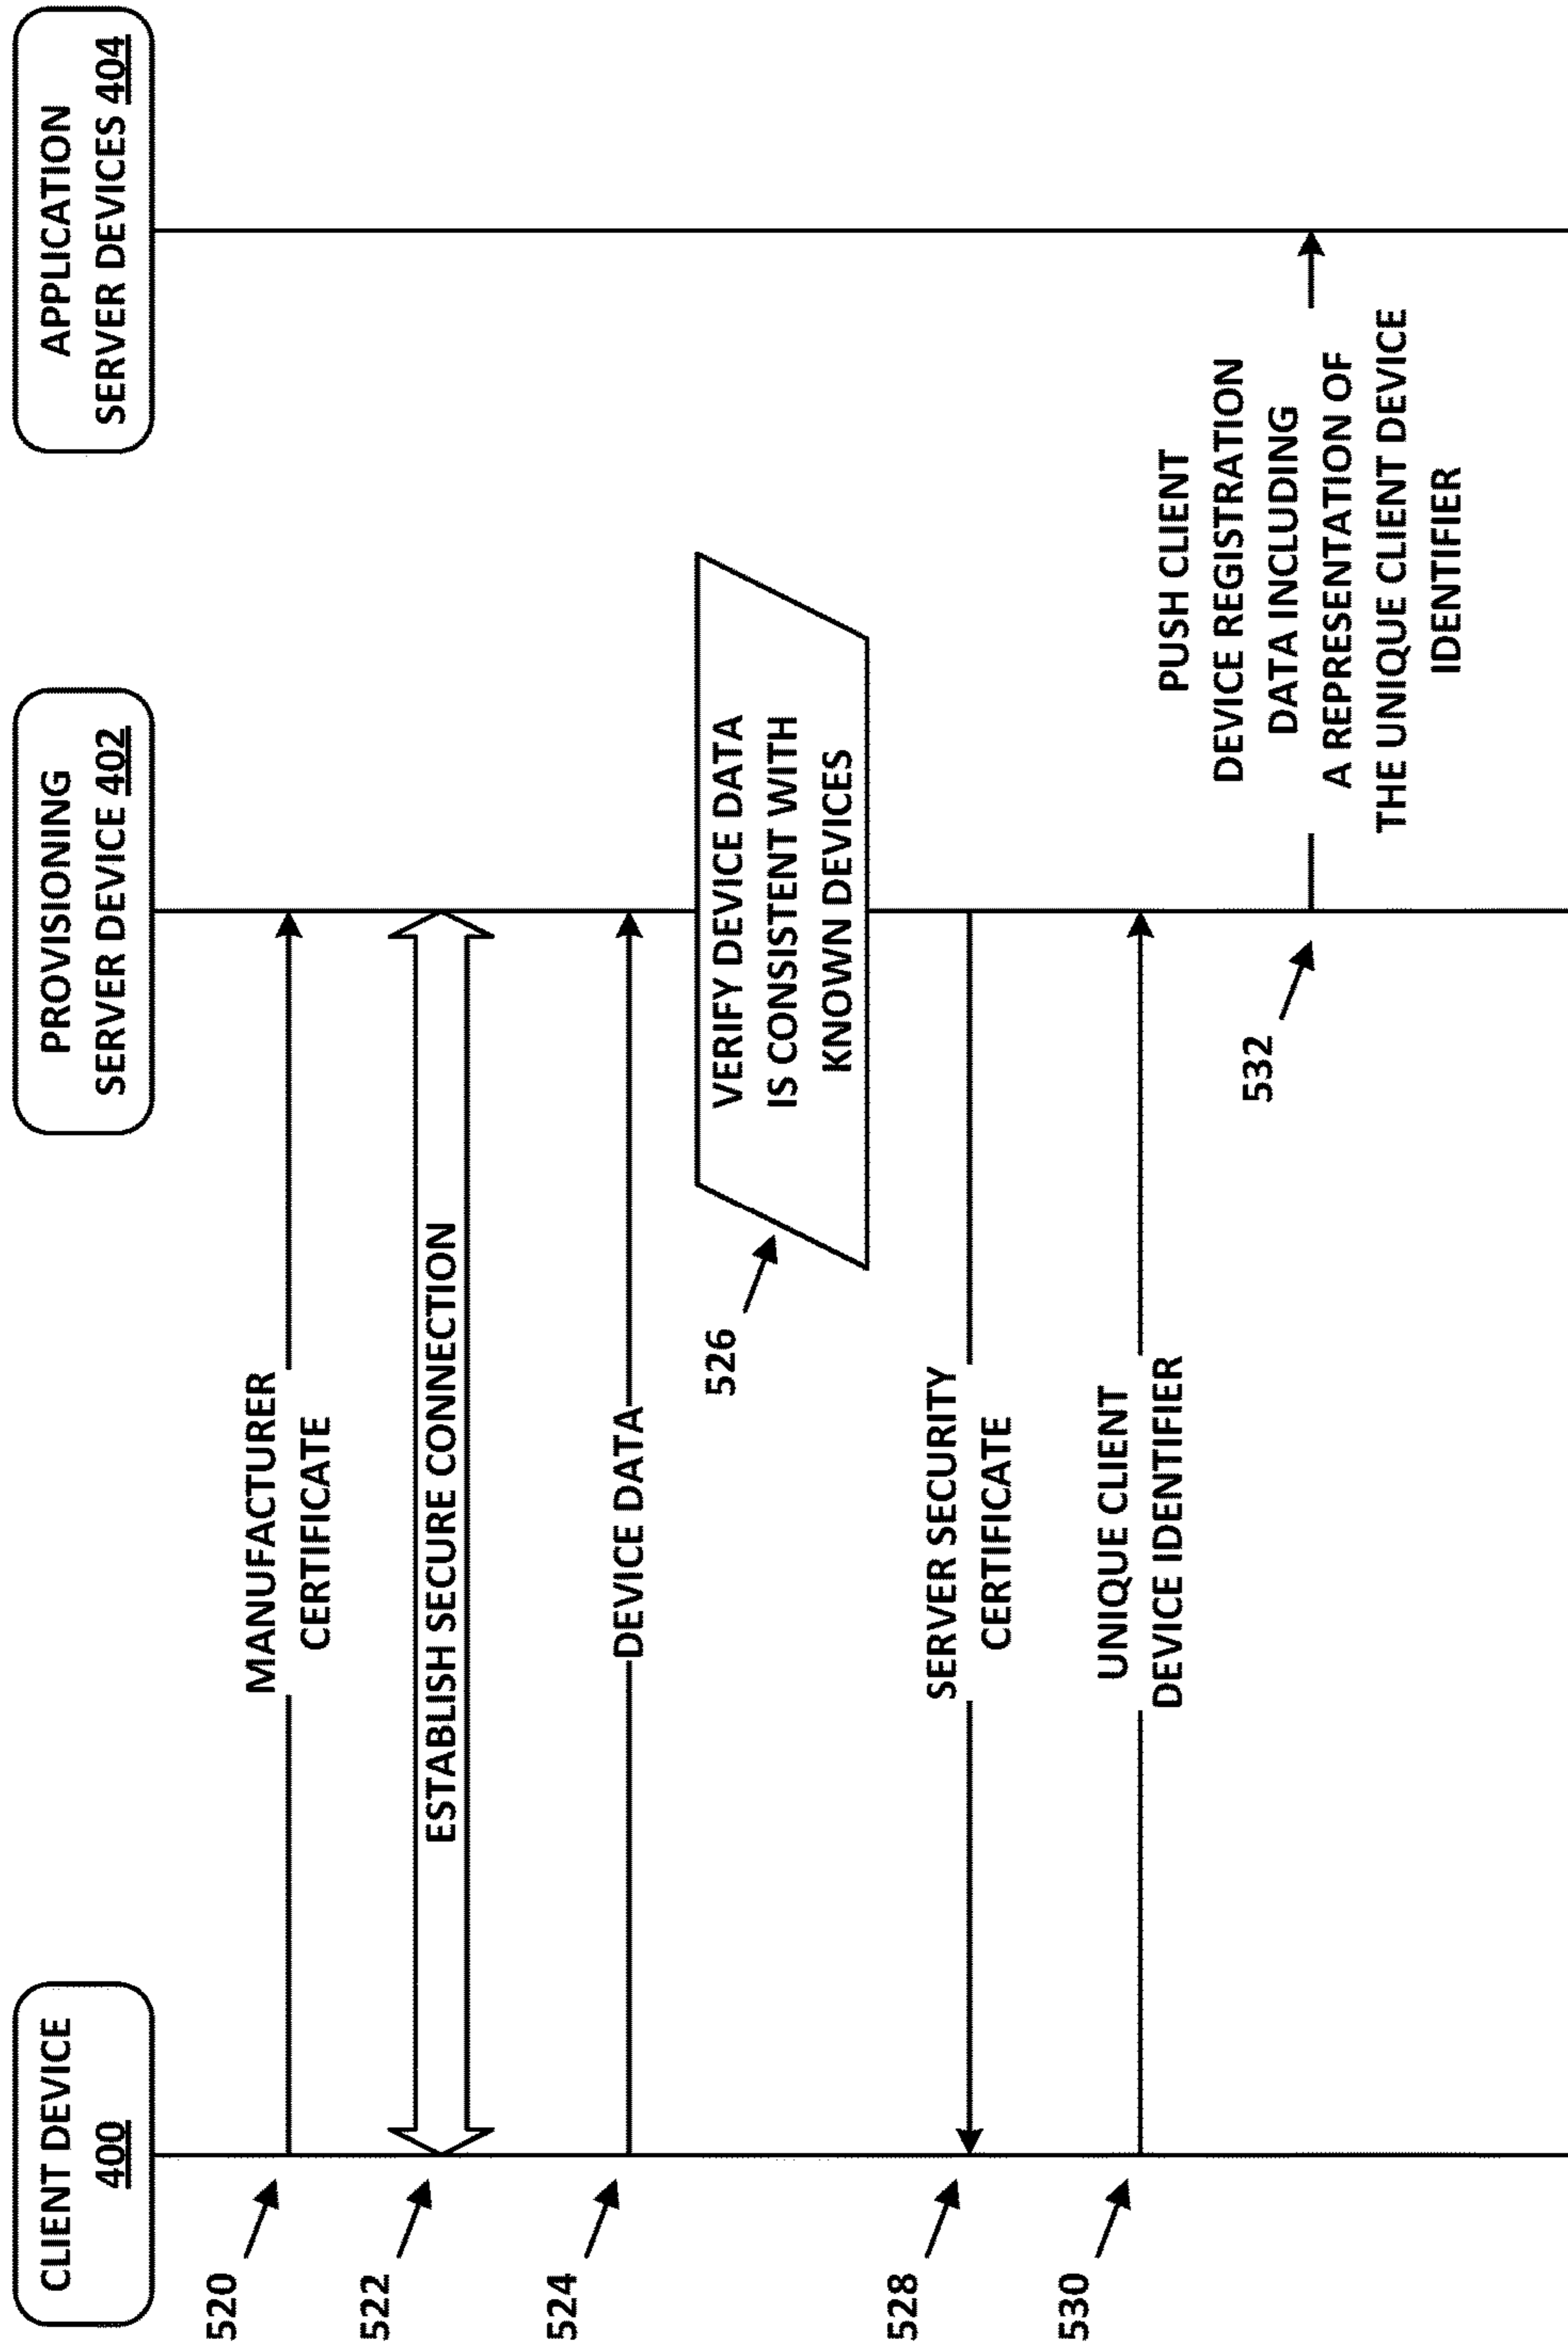 CLIENT DEVICE
400
PROVISIONING
SERVER DEVICE 402
APPLICATION
SERVER DEVICES 404
520
MANUFACTURER
CERTIFICATE
522
ESTABLISH SECURE CONNECTION
524
DEVICE DATA
526
VERIFY DEVICE DATA
IS CONSISTENT WITH
KNOWN DEVICES
528
SERVER SECURITY
CERTIFICATE
530
UNIQUE CLIENT
DEVICE IDENTIFIER
532
PUSH CLIENT
DEVICE REGISTRATION
DATA INCLUDING
A REPRESENTATION OF
THE UNIQUE CLIENT DEVICE
IDENTIFIER